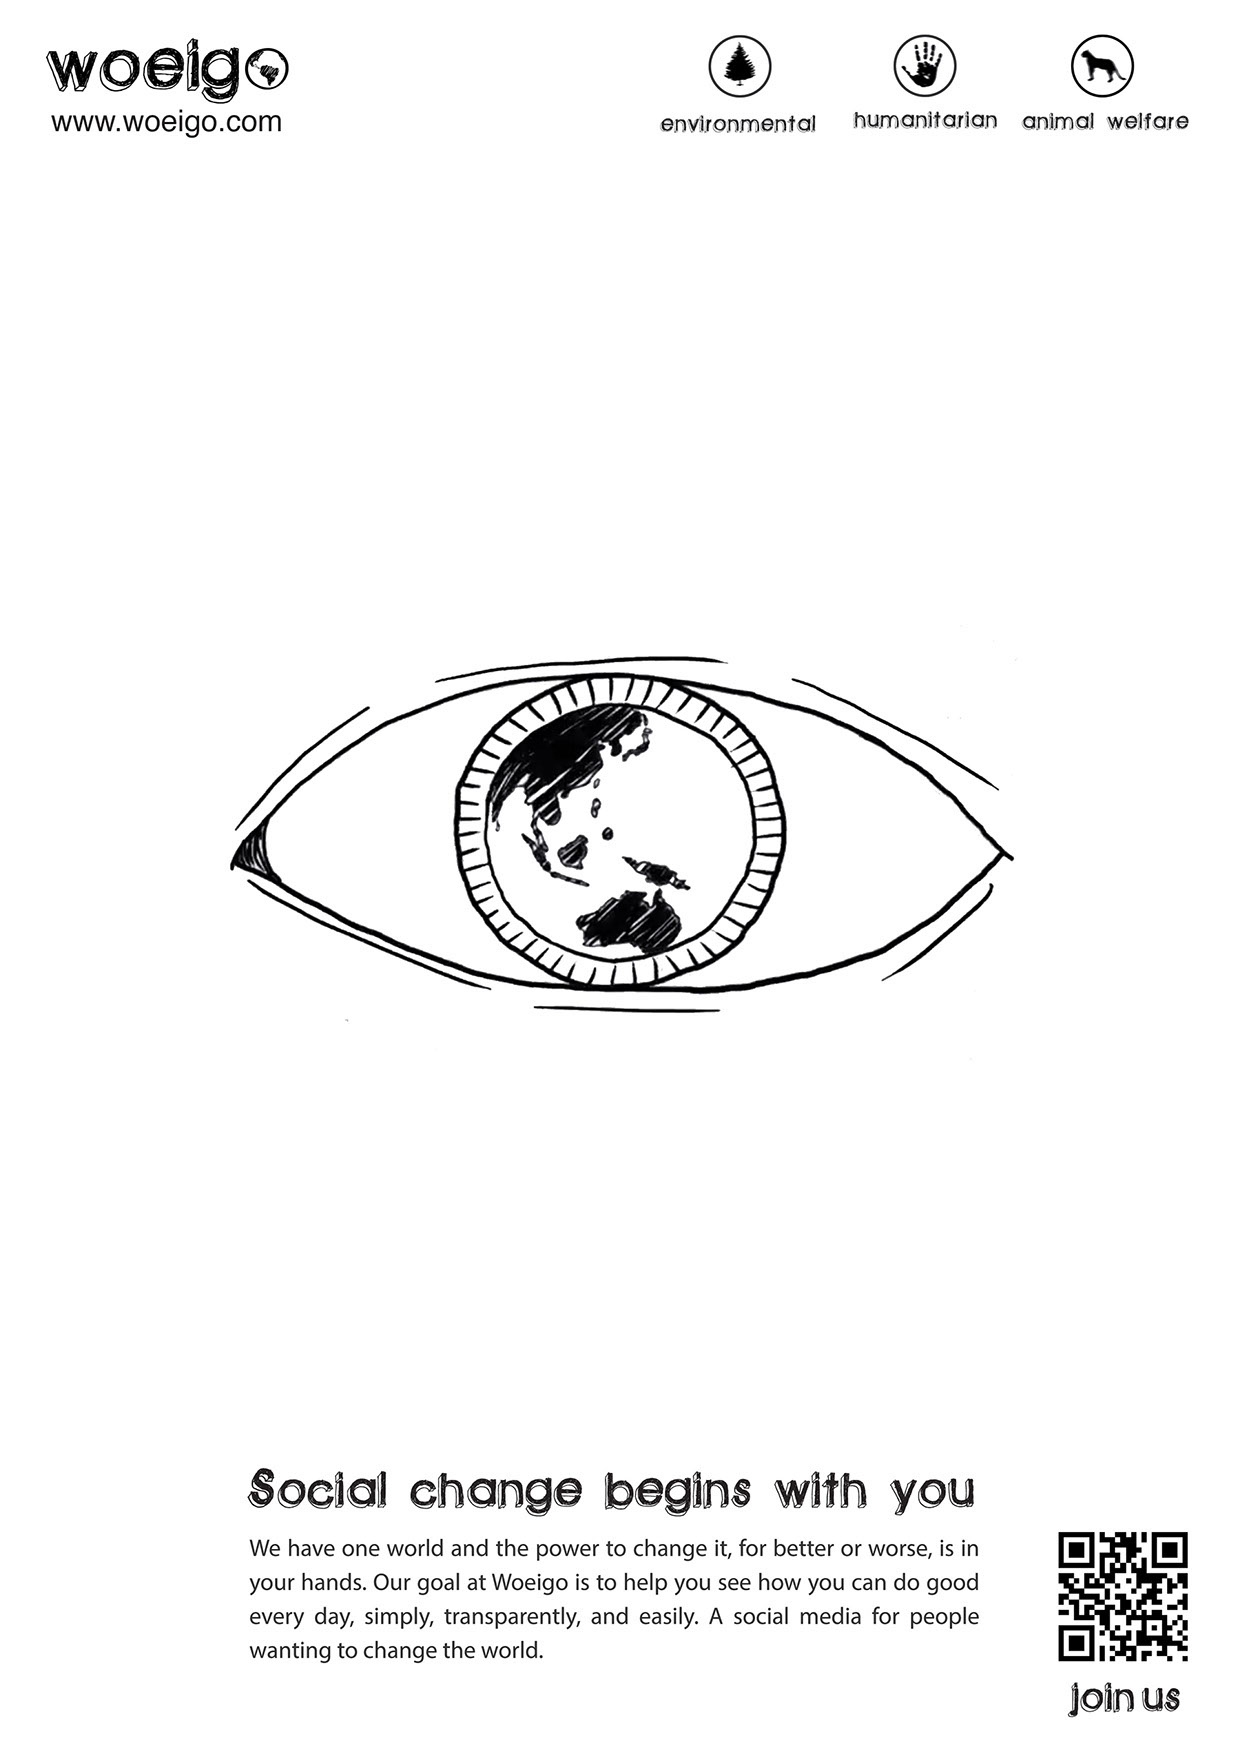 woeigo
www.woeigo.com
environmental
humanitarian
animal welfare
Social change begins with you
We have one world and the power to change it, for better or worse, is in
your hands. Our goal at Woeigo is to help you see how you can do good
every day, simply, transparently, and easily. A social media for people
wanting to change the world.
join us